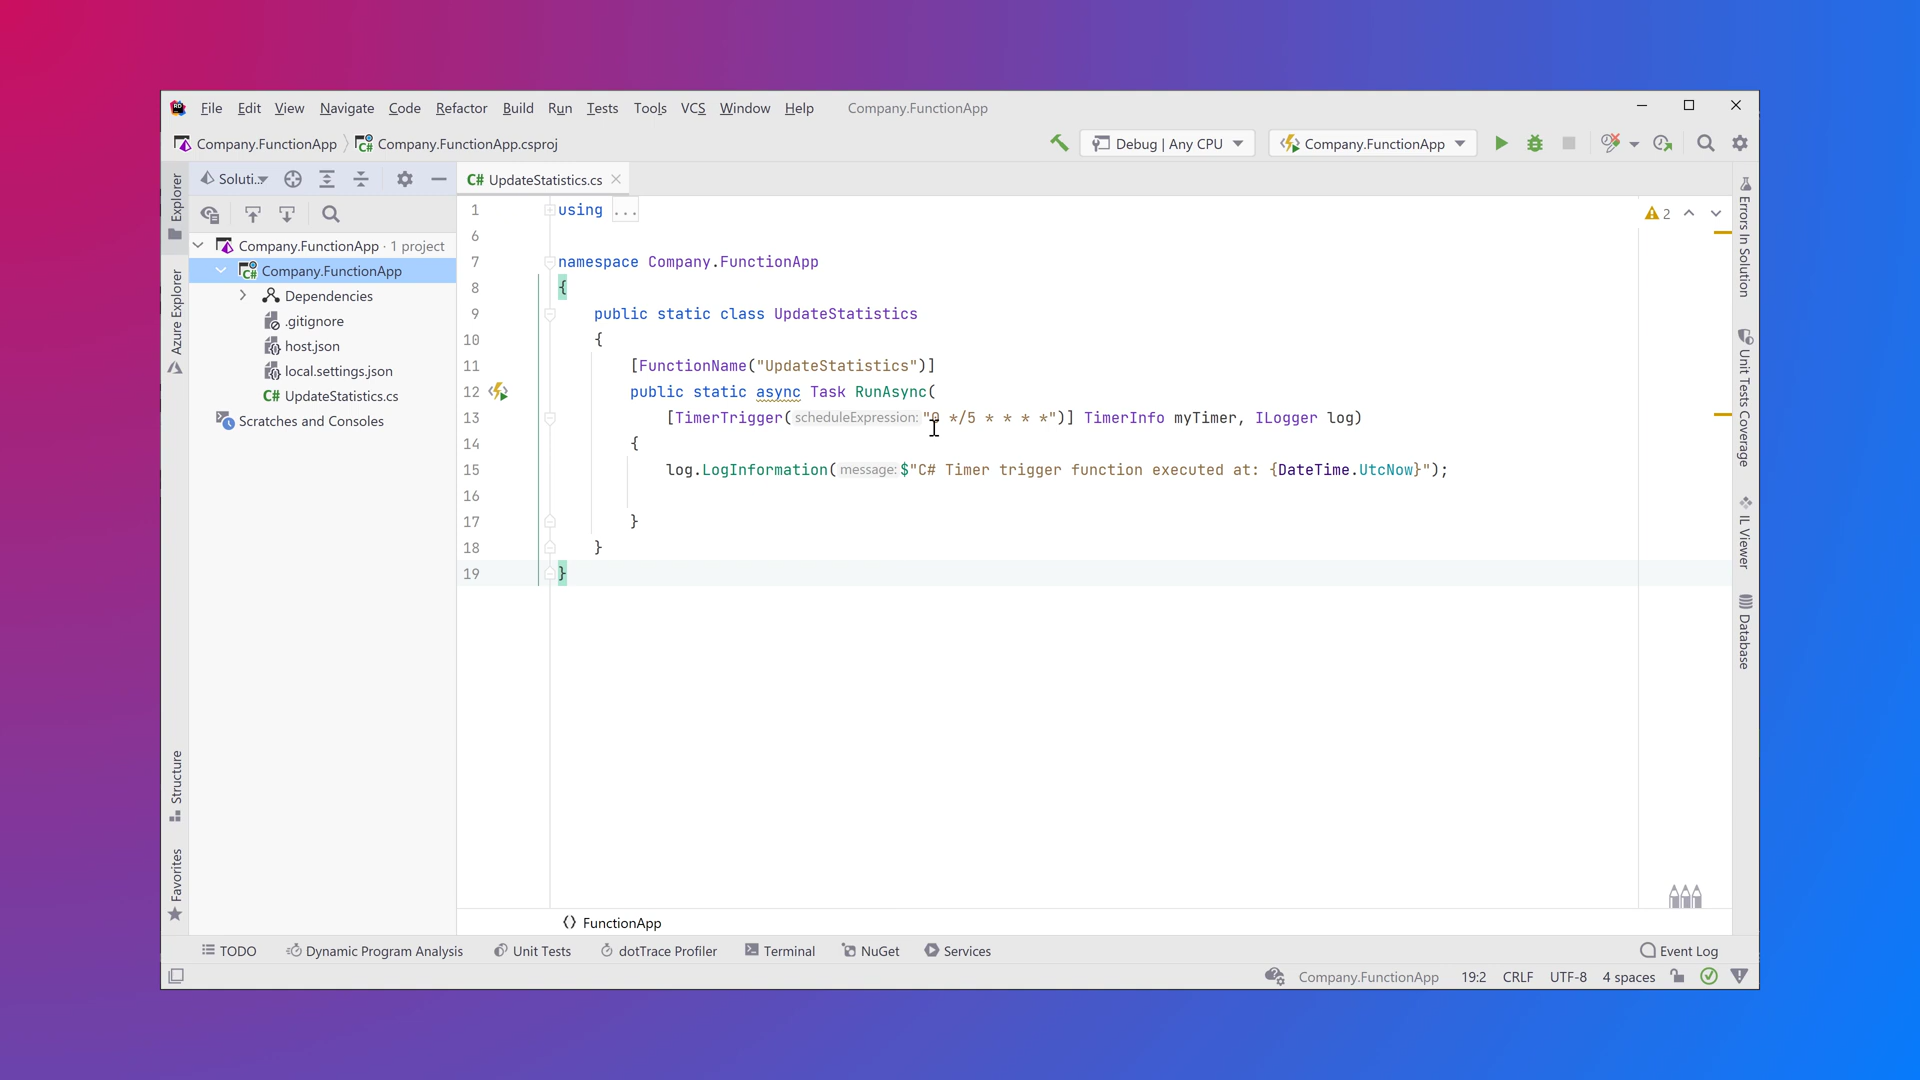 File Edit View Navigate Code Refactor Build Run Tests Tools VCS Window Help Company.FunctionApp
Company.FunctionApp Company.FunctionApp.csproj Debug | Any CPU Company.FunctionApp
Explorer
Azure Explorer
Structure
Favorites
Soluti..
Company.FunctionApp · 1 project
Company.FunctionApp
Dependencies
.gitignore
host.json
local.settings.json
C# UpdateStatistics.cs
Scratches and Consoles
C# UpdateStatistics.cs
2
1 using ...
6
7 namespace Company.FunctionApp
8 {
9 public static class UpdateStatistics
10 {
11 [FunctionName("UpdateStatistics")]
12 public static async Task RunAsync(
13 [TimerTrigger( scheduleExpression: "0 */5 * * * *")] TimerInfo myTimer, ILogger log)
14 {
15 log.LogInformation( message: $"C# Timer trigger function executed at: {DateTime.UtcNow}");
16
17 }
18 }
19 }
Errors In Solution
Unit Tests Coverage
IL Viewer
Database
FunctionApp
TODO Dynamic Program Analysis Unit Tests dotTrace Profiler Terminal NuGet Services Event Log
Company.FunctionApp 19:2 CRLF UTF-8 4 spaces